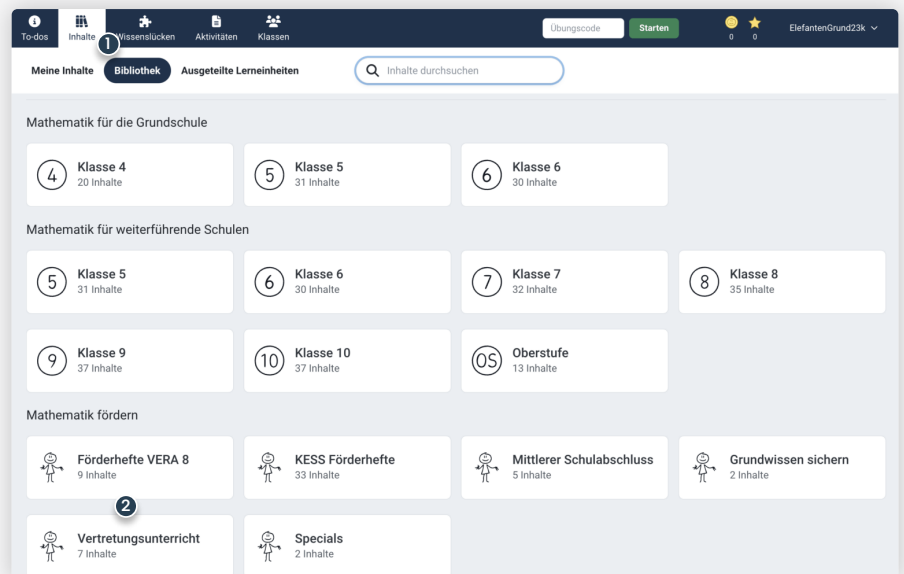 To-dos
Inhalte
Wissenslücken
Aktivitäten
Klassen
Übungscode
Starten
0
0
ElefantenGrund23k
1
Meine Inhalte
Bibliothek
Ausgeteilte Lerneinheiten
Inhalte durchsuchen
Mathematik für die Grundschule
4
Klasse 4
20 Inhalte
5
Klasse 5
31 Inhalte
6
Klasse 6
30 Inhalte
Mathematik für weiterführende Schulen
5
Klasse 5
31 Inhalte
6
Klasse 6
30 Inhalte
7
Klasse 7
32 Inhalte
8
Klasse 8
35 Inhalte
9
Klasse 9
37 Inhalte
10
Klasse 10
37 Inhalte
OS
Oberstufe
13 Inhalte
Mathematik fördern
Förderhefte VERA 8
9 Inhalte
KESS Förderhefte
33 Inhalte
Mittlerer Schulabschluss
5 Inhalte
Grundwissen sichern
2 Inhalte
2
Vertretungsunterricht
7 Inhalte
Specials
2 Inhalte